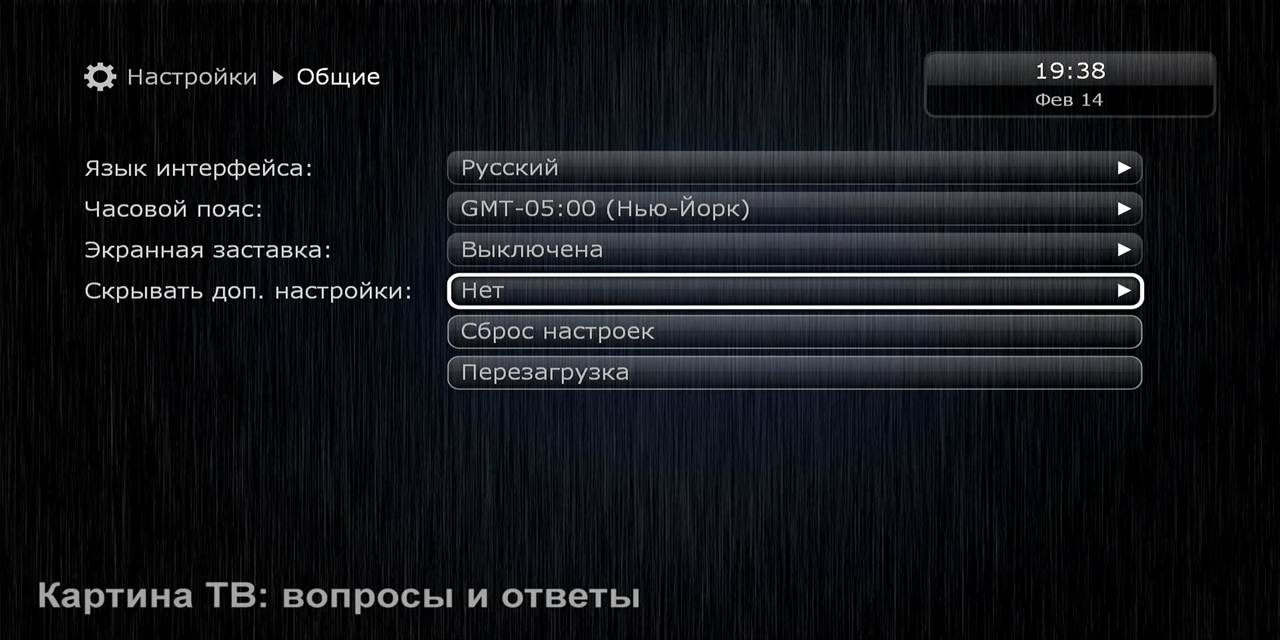 Настройки ▶ Общие
19:38
Фев 14
Язык интерфейса: Русский
Часовой пояс: GMT-05:00 (Нью-Йорк)
Экранная заставка: Выключена
Скрывать доп. настройки: Нет
Сброс настроек
Перезагрузка
Картина ТВ: вопросы и ответы